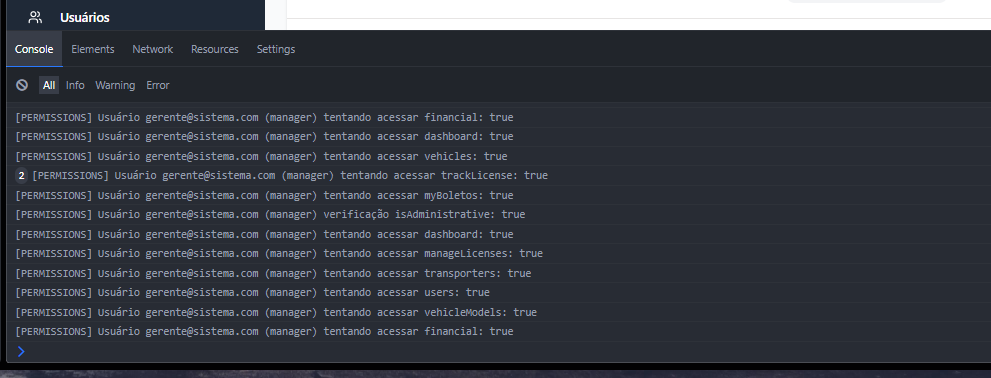 Usuários
Console Elements Network Resources Settings
All Info Warning Error
[PERMISSIONS] Usuário gerente@sistema.com (manager) tentando acessar financial: true
[PERMISSIONS] Usuário gerente@sistema.com (manager) tentando acessar dashboard: true
[PERMISSIONS] Usuário gerente@sistema.com (manager) tentando acessar vehicles: true
2 [PERMISSIONS] Usuário gerente@sistema.com (manager) tentando acessar trackLicense: true
[PERMISSIONS] Usuário gerente@sistema.com (manager) tentando acessar myBoletos: true
[PERMISSIONS] Usuário gerente@sistema.com (manager) verificação isAdministrative: true
[PERMISSIONS] Usuário gerente@sistema.com (manager) tentando acessar dashboard: true
[PERMISSIONS] Usuário gerente@sistema.com (manager) tentando acessar manageLicenses: true
[PERMISSIONS] Usuário gerente@sistema.com (manager) tentando acessar transporters: true
[PERMISSIONS] Usuário gerente@sistema.com (manager) tentando acessar users: true
[PERMISSIONS] Usuário gerente@sistema.com (manager) tentando acessar vehicleModels: true
[PERMISSIONS] Usuário gerente@sistema.com (manager) tentando acessar financial: true